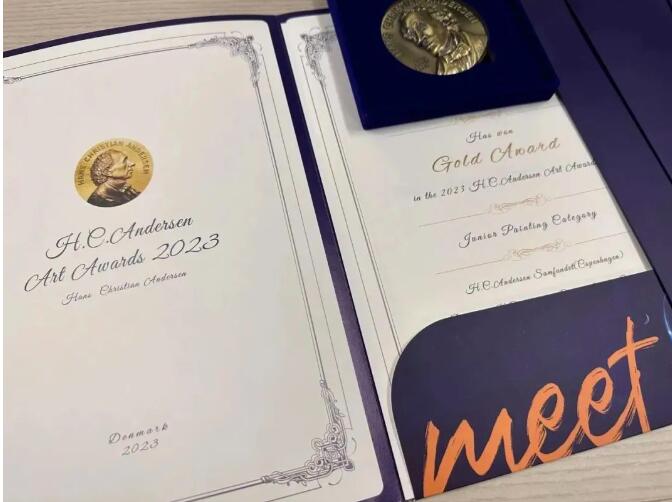 HANS CHRISTIAN ANDERSEN
H.C.Andersen
Art Awards 2023
Hans Christian Andersen
Denmark
2023
Has won
Gold Award
in the 2023 H.C.Andersen Art Award
Junior Painting Category
H.C.Andersen Samfundet(Copenhagen)
meet